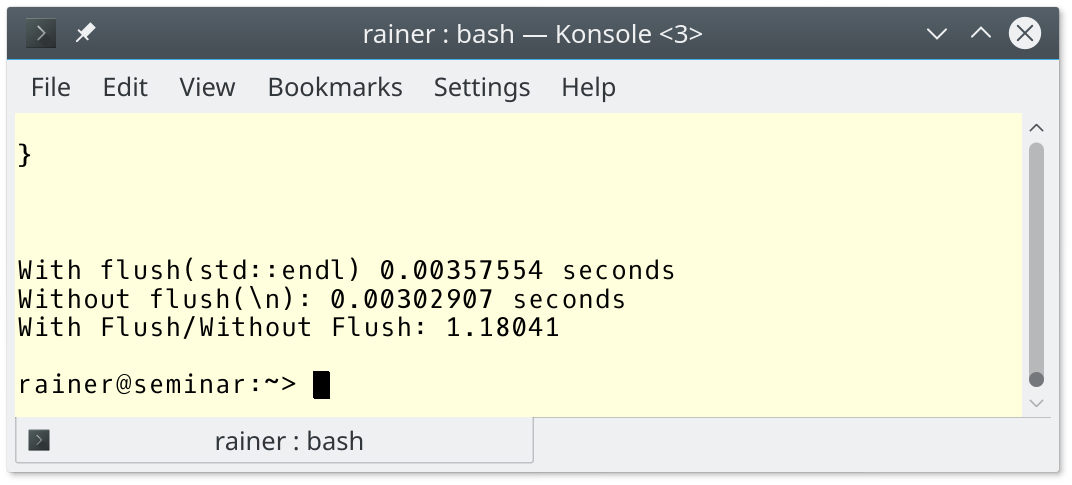 rainer : bash — Konsole <3>
File Edit View Bookmarks Settings Help
}
With flush(std::endl) 0.00357554 seconds
Without flush(\n): 0.00302907 seconds
With Flush/Without Flush: 1.18041
rainer@seminar:~>
rainer : bash